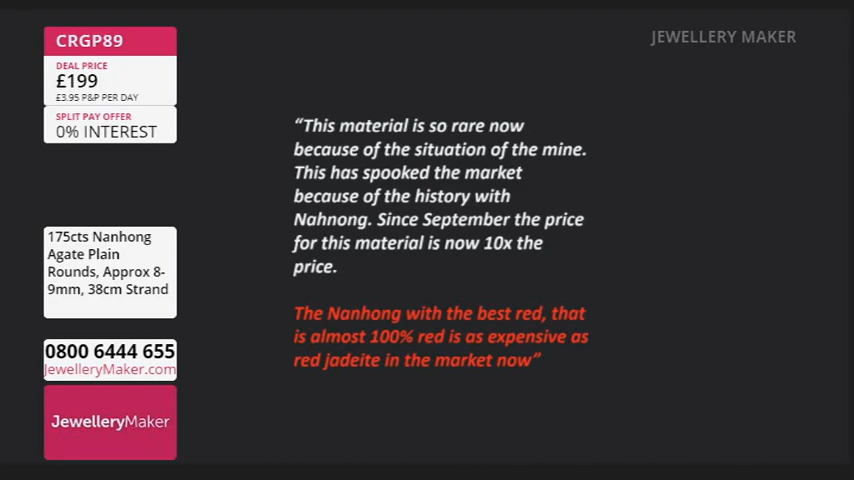 CRGP89
DEAL PRICE
£199
£3.95 P&P PER DAY
SPLIT PAY OFFER
0% INTEREST
175cts Nanhong
Agate Plain
Rounds, Approx 8-
9mm, 38cm Strand
0800 6444 655
JewelleryMaker.com
JewelleryMaker
JEWELLERY MAKER
“This material is so rare now
because of the situation of the mine.
This has spooked the market
because of the history with
Nahnong. Since September the price
for this material is now 10x the
price.
The Nanhong with the best red, that
is almost 100% red is as expensive as
red jadeite in the market now”